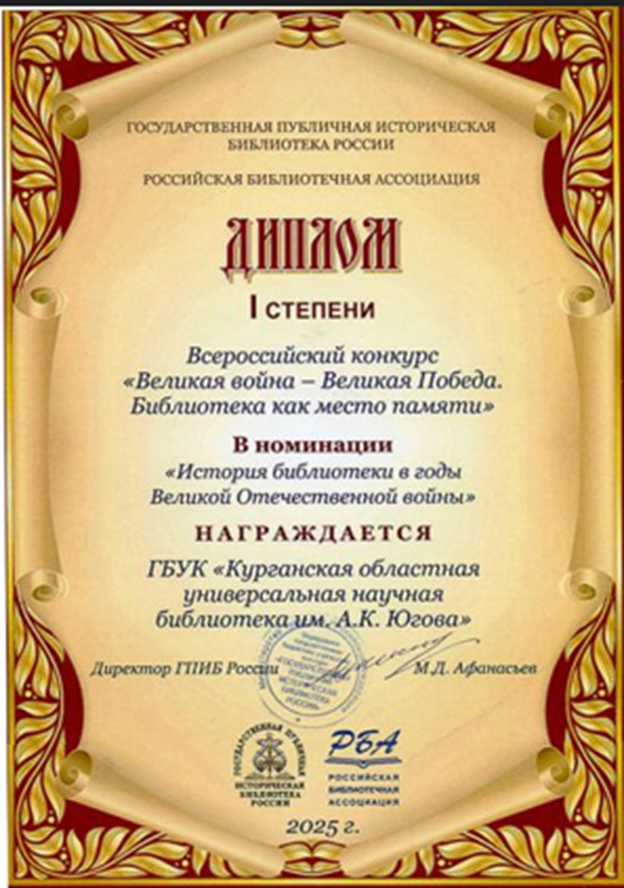 ГОСУДАРСТВЕННАЯ ПУБЛИЧНАЯ ИСТОРИЧЕСКАЯ
БИБЛИОТЕКА РОССИИ
РОССИЙСКАЯ БИБЛИОТЕЧНАЯ АССОЦИАЦИЯ
ДИПЛОМ
I СТЕПЕНИ
Всероссийский конкурс
«Великая война – Великая Победа.
Библиотека как место памяти»
В номинации
«История библиотеки в годы
Великой Отечественной войны»
НАГРАЖДАЕТСЯ
ГБУК «Курганская областная
универсальная научная
библиотека им. А.К. Югова»
Директор ГПИБ России
М.Д. Афанасьев
ГОСУДАРСТВЕННАЯ ПУБЛИЧНАЯ
ИСТОРИЧЕСКАЯ
БИБЛИОТЕКА
РОССИИ
РБА
РОССИЙСКАЯ
БИБЛИОТЕЧНАЯ
АССОЦИАЦИЯ
2025 г.